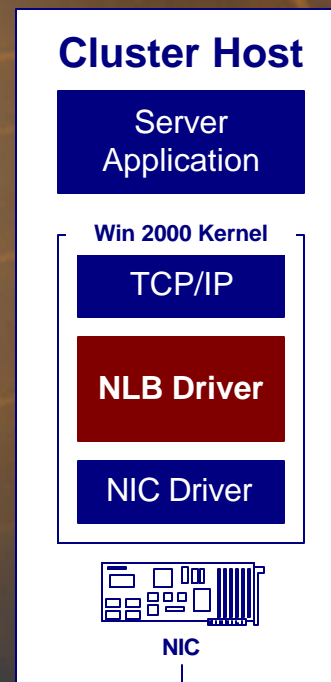 Cluster Host
Server
Application
Win 2000 Kernel
TCP/IP
NLB Driver
NIC Driver
NIC